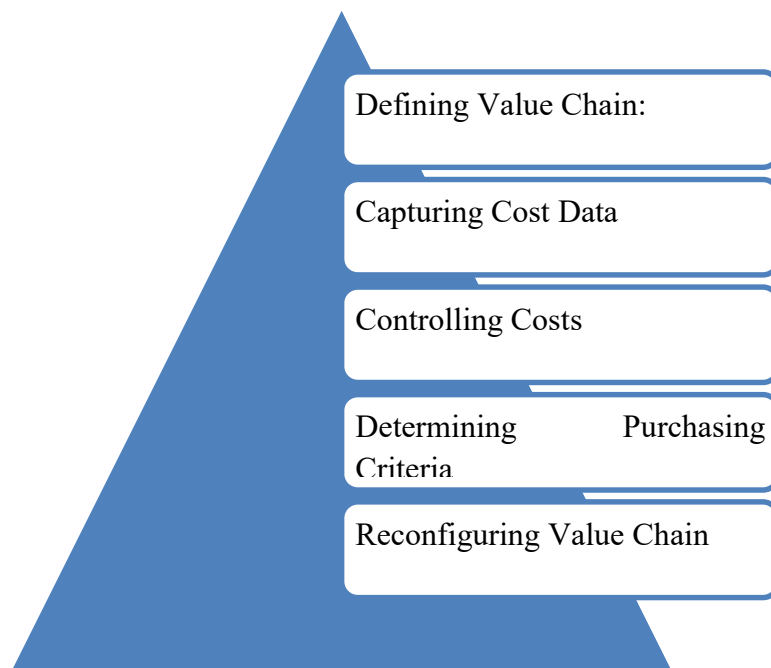 Defining Value Chain:
Capturing Cost Data
Controlling Costs
Determining Purchasing
Criteria
Reconfiguring Value Chain